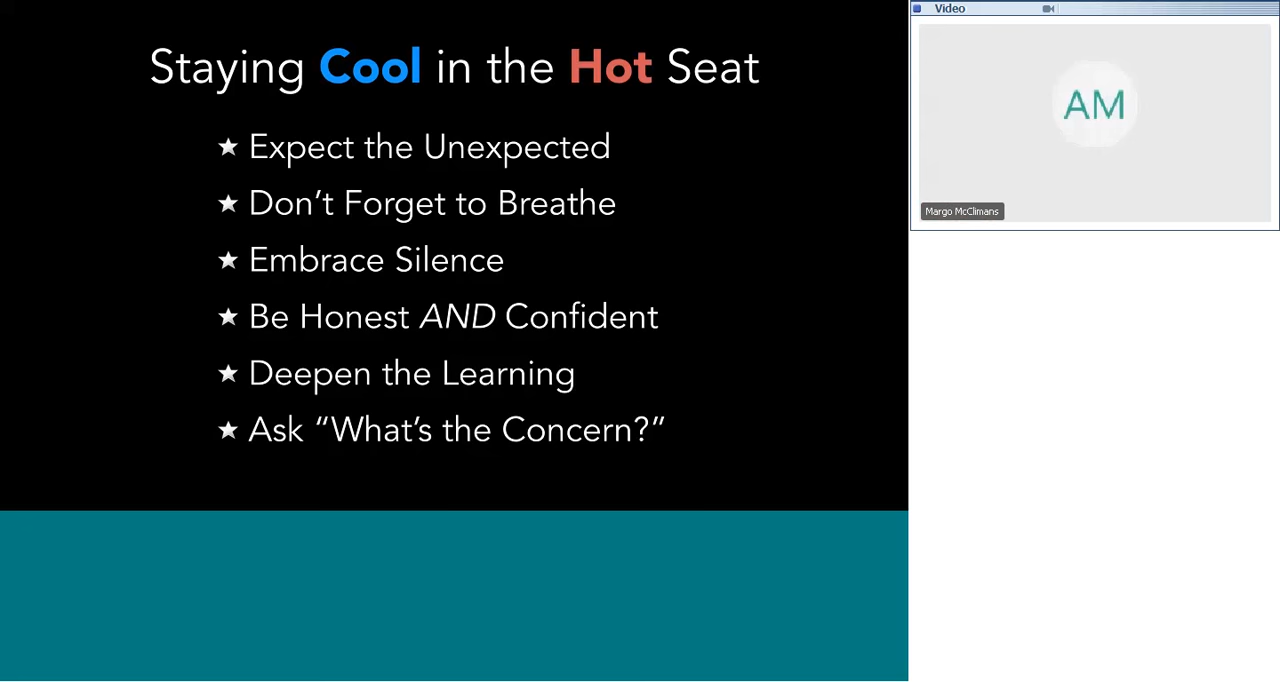 Staying Cool in the Hot Seat
★ Expect the Unexpected
★ Don’t Forget to Breathe
★ Embrace Silence
★ Be Honest AND Confident
★ Deepen the Learning
★ Ask “What’s the Concern?”
Video
AM
Margo McClimans